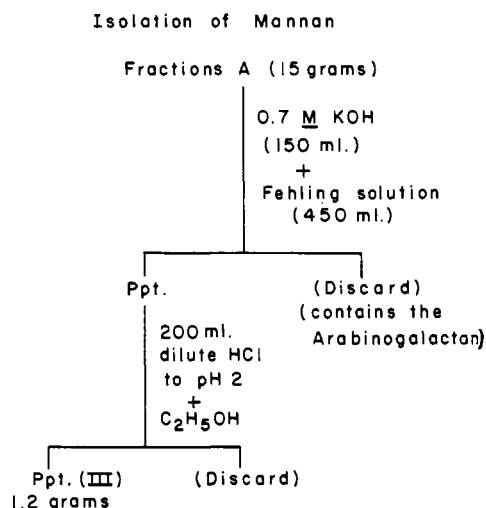 Isolation of Mannan
Fractions A (15 grams)
0.7 M KOH
(150 ml.)
+
Fehling solution
(450 ml.)
Ppt.
(Discard)
(contains the
Arabinogalactan)
200 ml.
dilute HCl
to pH 2
+
C₂H₅OH
Ppt. (III)
1.2 grams
(Discard)